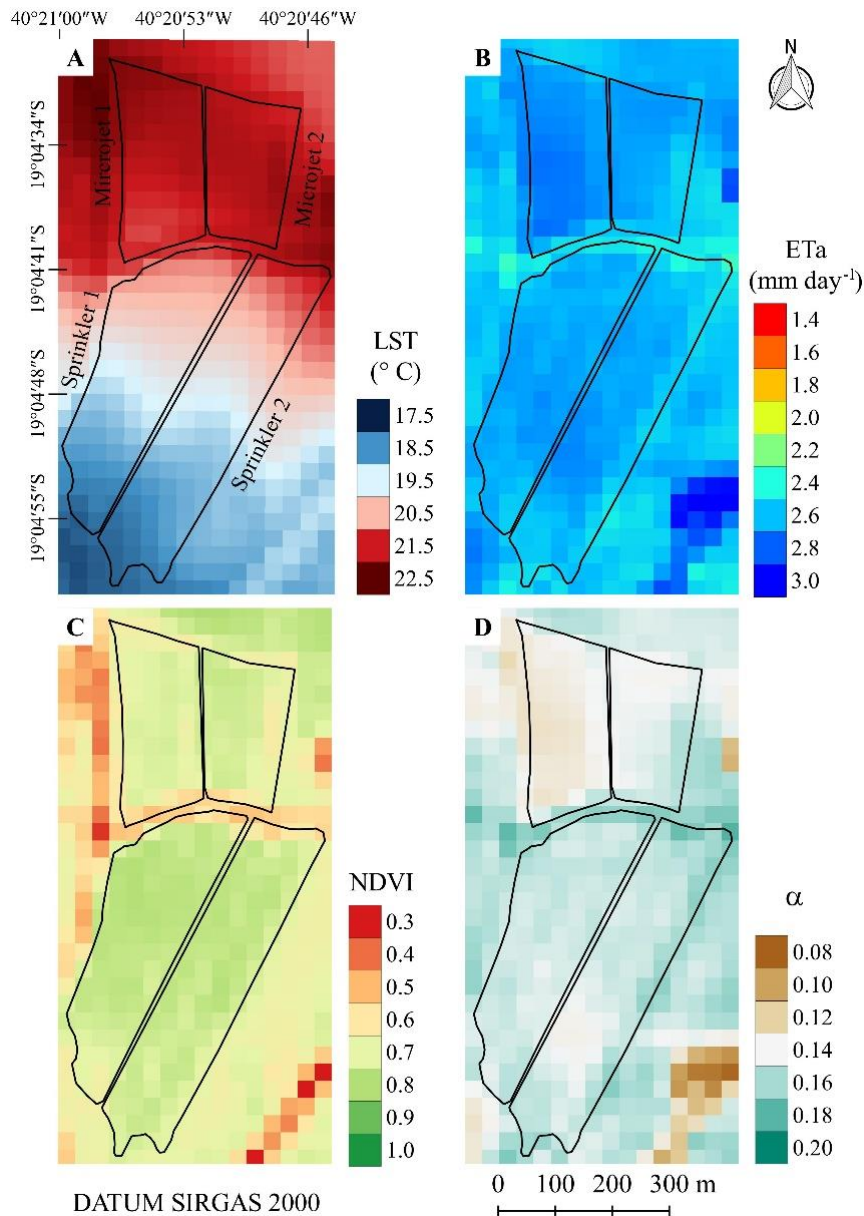 40°21′00″W 40°20′53″W 40°20′46″W
A
B
N
19°04′34″S
19°04′41″S
19°04′48″S
19°04′55″S
Mircrojet 1
Microjet 2
Sprinkler 1
Sprinkler 2
LST
(° C)
17.5
18.5
19.5
20.5
21.5
22.5
ETa
(mm day-1)
1.4
1.6
1.8
2.0
2.2
2.4
2.6
2.8
3.0
C
D
NDVI
0.3
0.4
0.5
0.6
0.7
0.8
0.9
1.0
α
0.08
0.10
0.12
0.14
0.16
0.18
0.20
DATUM SIRGAS 2000
0 100 200 300 m